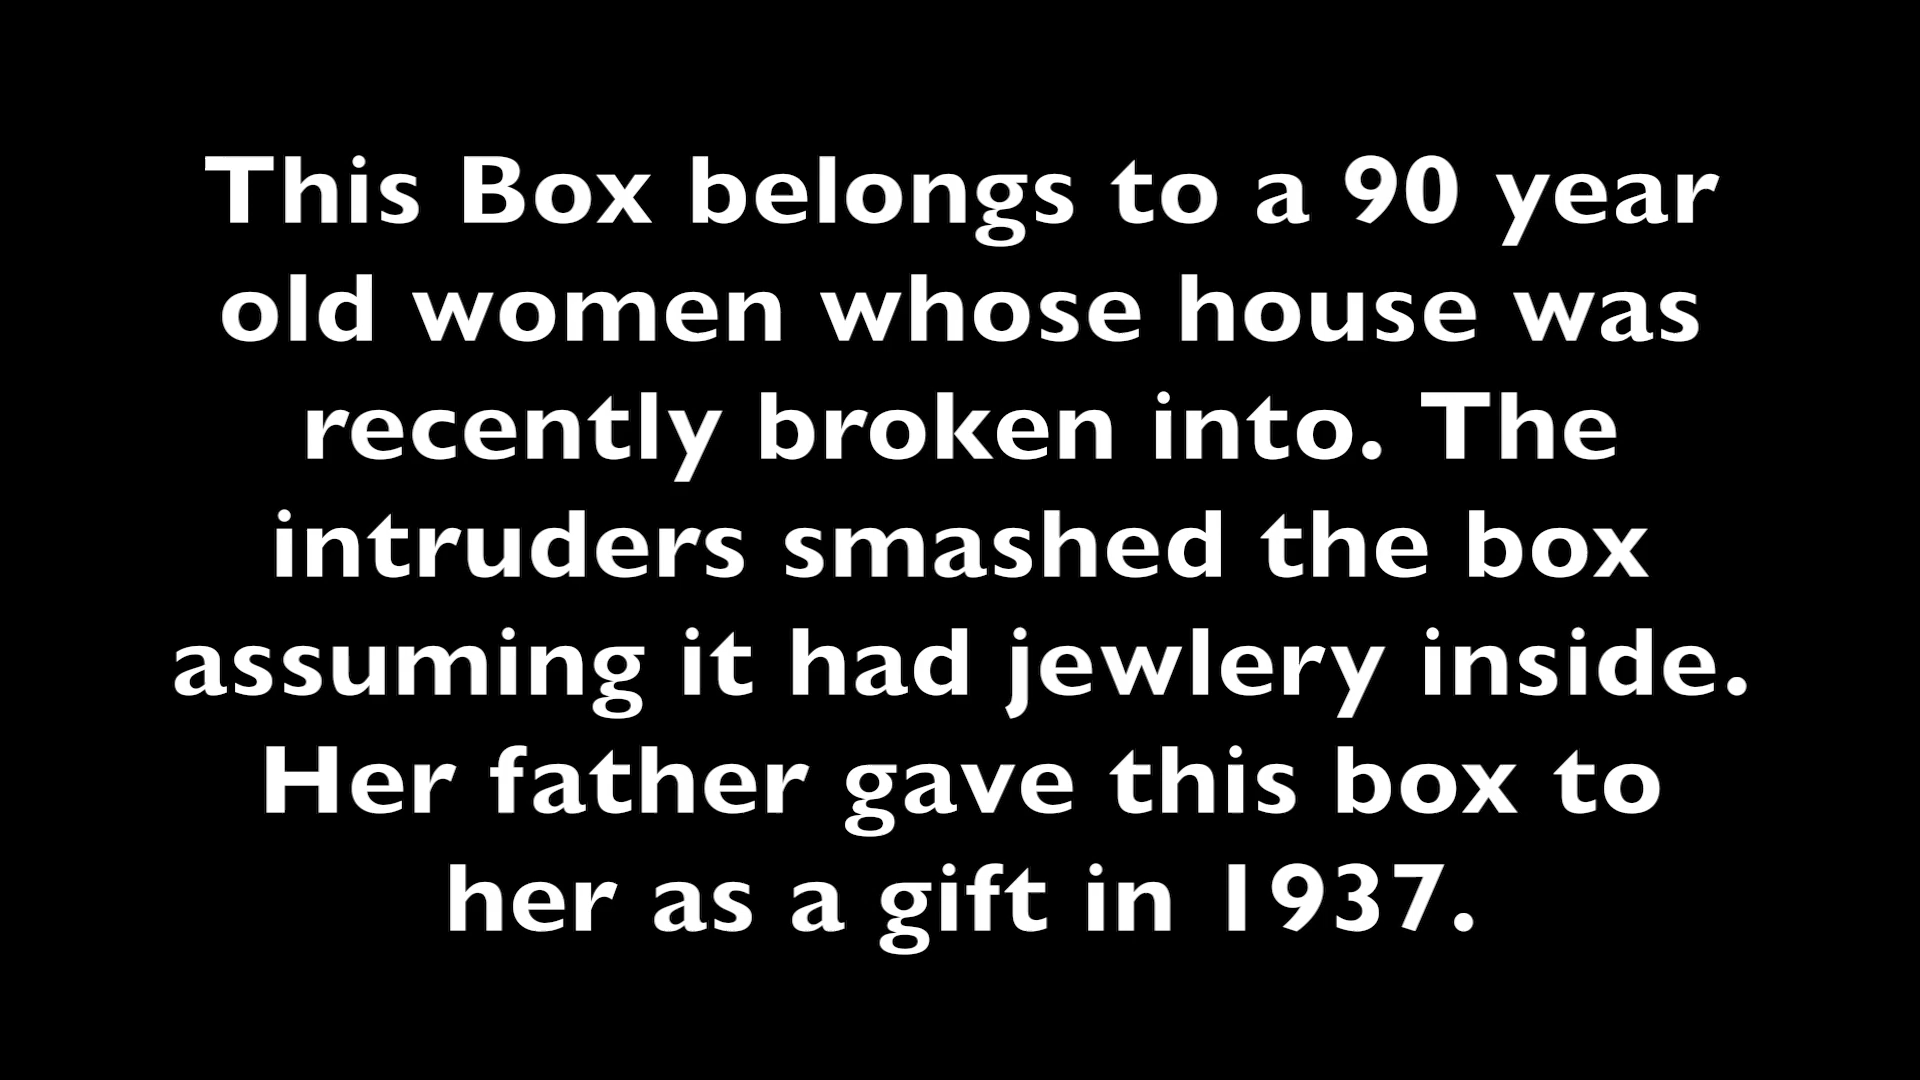 This Box belongs to a 90 year
old women whose house was
recently broken into. The
intruders smashed the box
assuming it had jewlery inside.
Her father gave this box to
her as a gift in 1937.